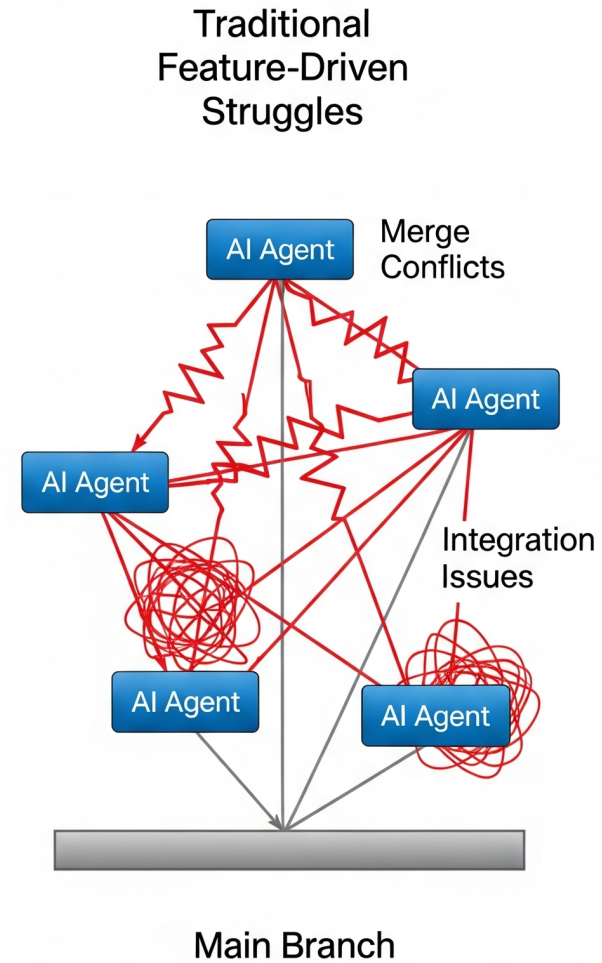 Traditional
Feature-Driven
Struggles
AI Agent
Merge
Conflicts
AI Agent
AI Agent
Integration
Issues
AI Agent
AI Agent
Main Branch